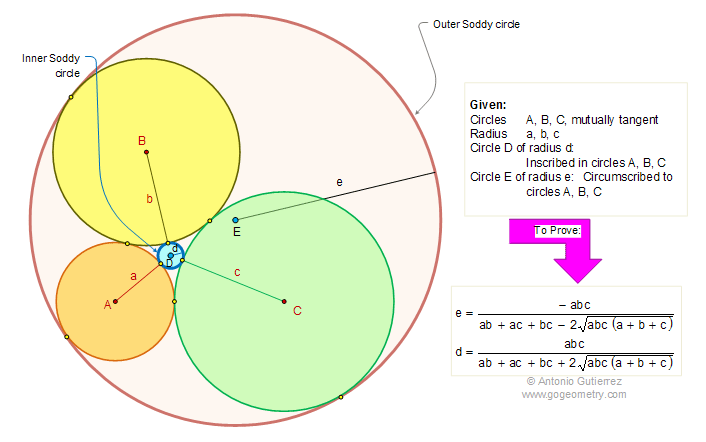 Outer Soddy circle
Inner Soddy
circle
B
b
e
E
d
D
a
c
A
C
Given:
Circles A, B, C, mutually tangent
Radius a, b, c
Circle D of radius d:
Inscribed in circles A, B, C
Circle E of radius e: Circumscribed to
circles A, B, C
To Prove:
e = − abc / ab + ac + bc − 2√abc (a + b + c)
d = abc / ab + ac + bc + 2√abc (a + b + c)
© Antonio Gutierrez
www.gogeometry.com